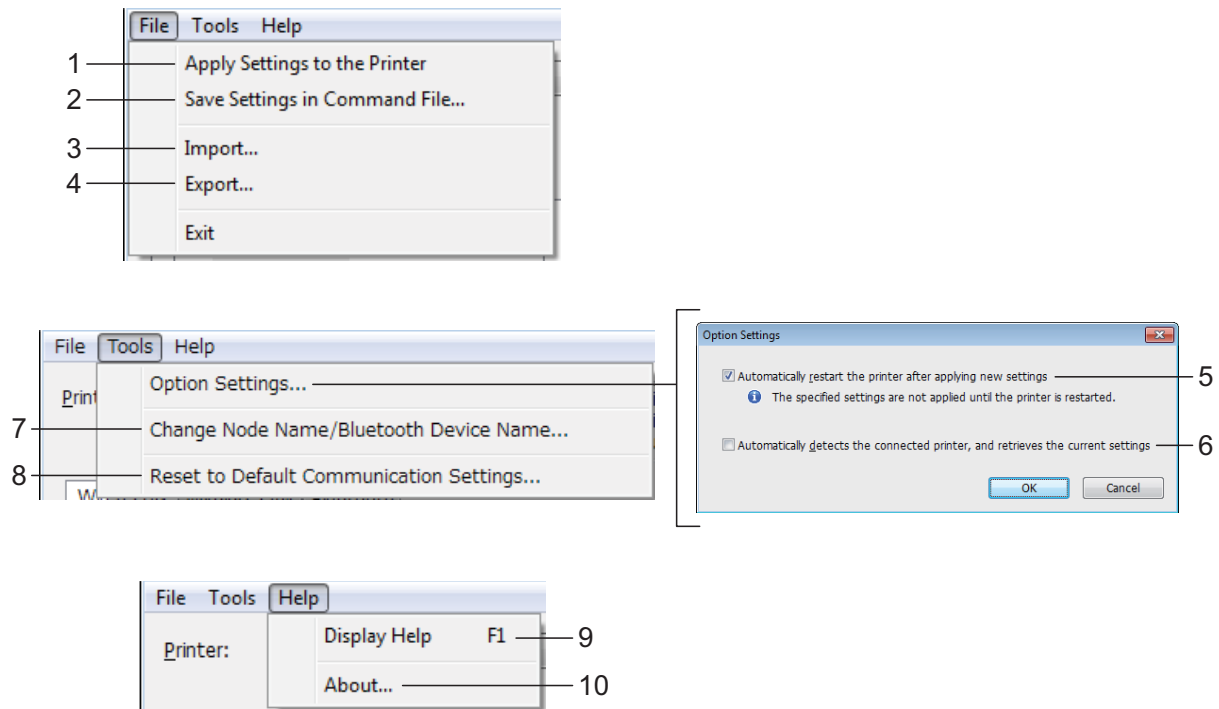 File Tools Help
1 Apply Settings to the Printer
2 Save Settings in Command File...
3 Import...
4 Export...
Exit
File Tools Help
Print
Option Settings...
7 Change Node Name/Bluetooth Device Name...
8 Reset to Default Communication Settings...
Option Settings
Automatically restart the printer after applying new settings 5
The specified settings are not applied until the printer is restarted.
Automatically detects the connected printer, and retrieves the current settings 6
OK Cancel
File Tools Help
Printer:
Display Help F1 9
About... 10